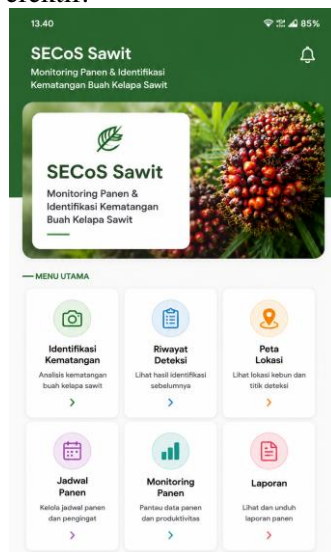 efektif.
13.40
85%
SECoS Sawit
Monitoring Panen & Identifikasi
Kematangan Buah Kelapa Sawit
SECoS Sawit
Monitoring Panen &
Identifikasi Kematangan
Buah Kelapa Sawit
MENU UTAMA
Identifikasi
Kematangan
Analisis kematangan
buah kelapa sawit
Riwayat
Deteksi
Lihat hasil identifikasi
sebelumnya
Peta
Lokasi
Lihat lokasi kebun dan
titik deteksi
Jadwal
Panen
Kelola jadwal panen
dan pengingat
Monitoring
Panen
Pantau data panen
dan produktivitas
Laporan
Lihat dan unduh
laporan panen